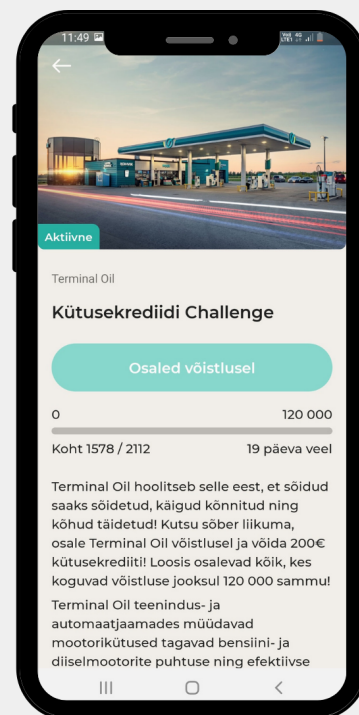 11:49
Aktiivne
Terminal Oil
Kütusekrediidi Challenge
Osaled võistlusel
0 120 000
Koht 1578 / 2112 19 päeva veel
Terminal Oil hoolitseb selle eest, et sõidud
saaks sõidetud, käigud kõnnitud ning
kõhud täidetud! Kutsu sõber liikuma,
osale Terminal Oil võistlusel ja võida 200€
kütusekrediiti! Loosis osalevad kõik, kes
koguvad võistluse jooksul 120 000 sammu!
Terminal Oil teenindus- ja
automaatjaamades müüdavad
mootorikütused tagavad bensiini- ja
diiselmootorite puhtuse ning efektiivse